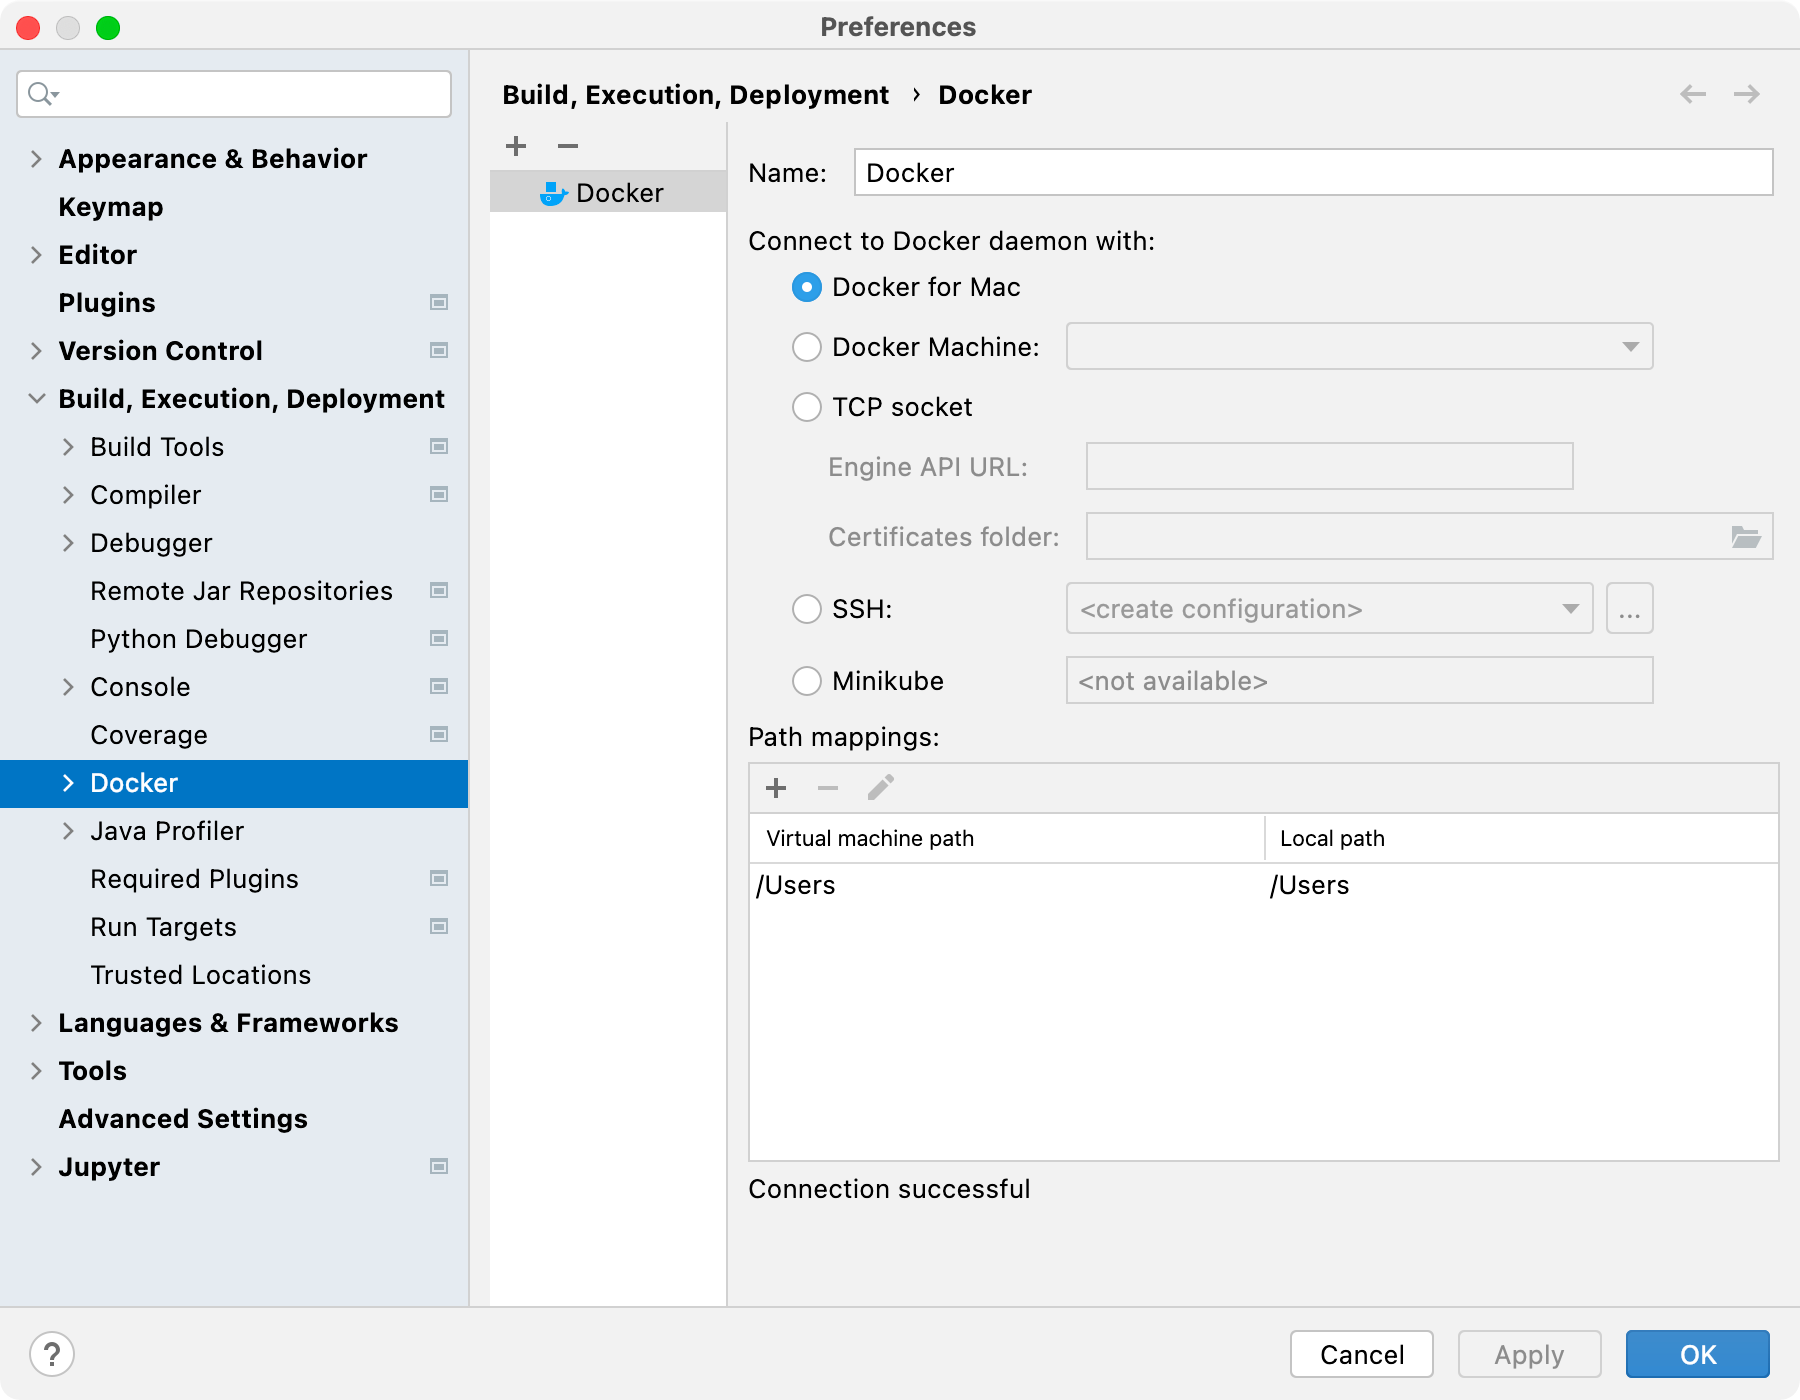 Preferences
Appearance & Behavior
Keymap
Editor
Plugins
Version Control
Build, Execution, Deployment
Build Tools
Compiler
Debugger
Remote Jar Repositories
Python Debugger
Console
Coverage
Docker
Java Profiler
Required Plugins
Run Targets
Trusted Locations
Languages & Frameworks
Tools
Advanced Settings
Jupyter
Build, Execution, Deployment › Docker
Docker
Name: Docker
Connect to Docker daemon with:
Docker for Mac
Docker Machine:
TCP socket
Engine API URL:
Certificates folder:
SSH: <create configuration> ...
Minikube <not available>
Path mappings:
Virtual machine path Local path
/Users /Users
Connection successful
? Cancel Apply OK